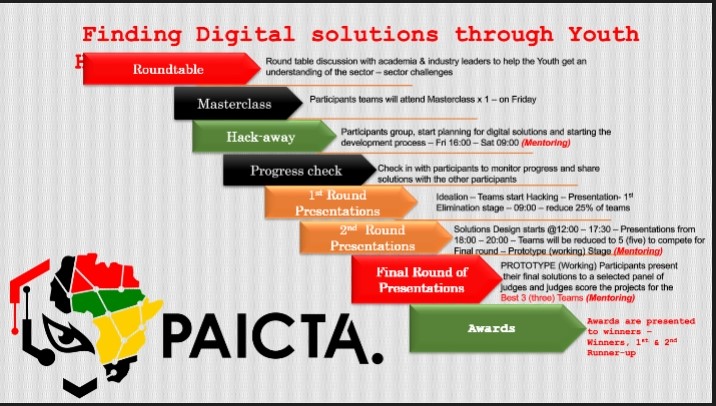 Finding Digital solutions through Youth
H
Roundtable
Round table discussion with academia & industry leaders to help the Youth get an
understanding of the sector – sector challenges
Masterclass
Participants teams will attend Masterclass x 1 – on Friday
Hack-away
Participants group, start planning for digital solutions and starting the
development process – Fri 16:00 – Sat 09:00 (Mentoring)
Progress check
Check in with participants to monitor progress and share
solutions with the other participants
1st Round
Presentations
Ideation – Teams start Hacking – Presentation- 1st
Elimination stage – 09:00 – reduce 25% of teams
2nd Round
Presentations
Solutions Design starts @12:00 - 17:30 – Presentations from
18:00 – 20:00 – Teams will be reduced to 5 (five) to compete for
Final round – Prototype (working) Stage (Mentoring)
Final Round of
Presentations
PROTOTYPE (Working) Participants present
their final solutions to a selected panel of
judges and judges score the projects for the
Best 3 (three) Teams (Mentoring)
Awards
Awards are presented
to winners –
Winners, 1st & 2nd
Runner-up
PAICTA.